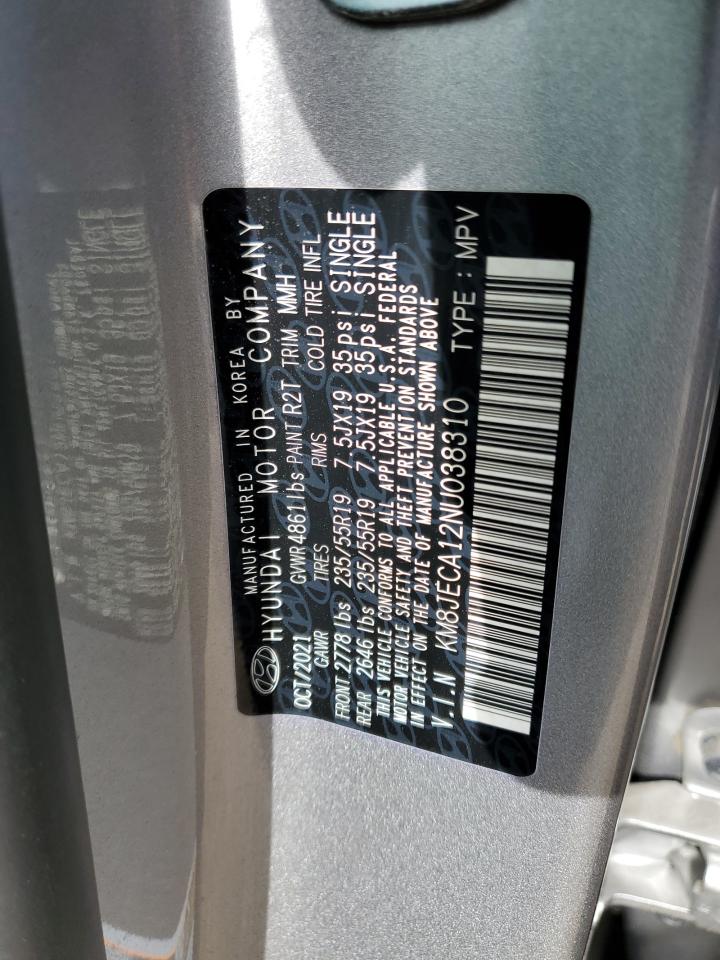 MANUFACTURED IN KOREA BY
HYUNDAI MOTOR COMPANY
OCT/2021 GVWR 4861 lbs PAINT R2T TRIM MMH
GAWR TIRES RIMS COLD TIRE INFL
FRONT 2778 lbs 235/55R19 7.5JX19 35psi SINGLE
REAR 2646 lbs 235/55R19 7.5JX19 35psi SINGLE
THIS VEHICLE CONFORMS TO ALL APPLICABLE U.S.A. FEDERAL
MOTOR VEHICLE SAFETY AND THEFT PREVENTION STANDARDS
IN EFFECT ON THE DATE OF MANUFACTURE SHOWN ABOVE
V.I.N KM8JECA12NU038310 TYPE : MPV